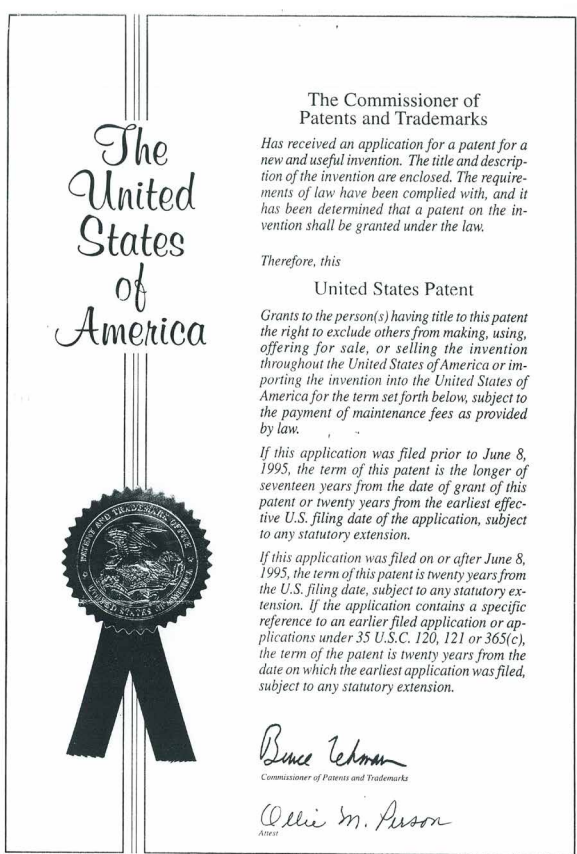 The
United
States
of
America
The Commissioner of
Patents and Trademarks
Has received an application for a patent for a
new and useful invention. The title and descrip-
tion of the invention are enclosed. The require-
ments of law have been complied with, and it
has been determined that a patent on the in-
vention shall be granted under the law.
Therefore, this
United States Patent
Grants to the person(s) having title to this patent
the right to exclude others from making, using,
offering for sale, or selling the invention
throughout the United States of America or im-
porting the invention into the United States of
America for the term set forth below, subject to
the payment of maintenance fees as provided
by law.
If this application was filed prior to June 8,
1995, the term of this patent is the longer of
seventeen years from the date of grant of this
patent or twenty years from the earliest effec-
tive U.S. filing date of the application, subject
to any statutory extension.
If this application was filed on or after June 8,
1995, the term of this patent is twenty years from
the U.S. filing date, subject to any statutory ex-
tension. If the application contains a specific
reference to an earlier filed application or ap-
plications under 35 U.S.C. 120, 121 or 365(c),
the term of the patent is twenty years from the
date on which the earliest application was filed,
subject to any statutory extension.
PATENT AND TRADEMARK OFFICE
UNITED STATES OF AMERICA
Bruce Lehman
Commissioner of Patents and Trademarks
Ollie M. Person
Attest